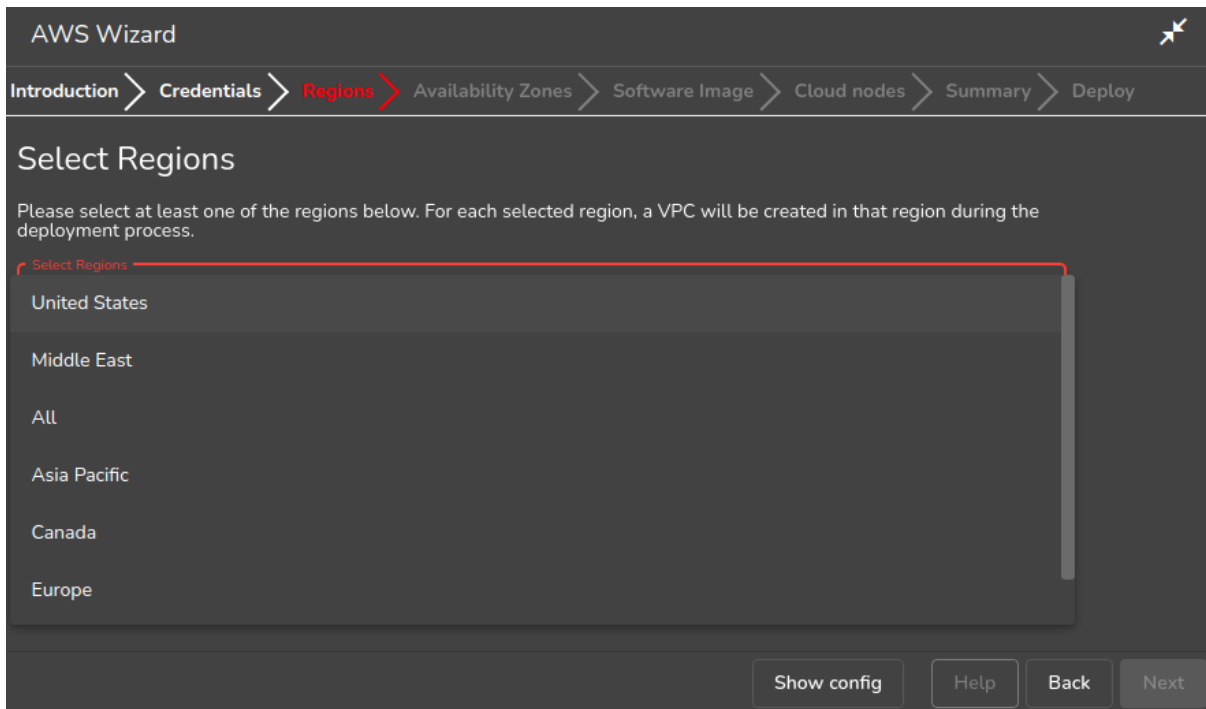 AWS Wizard
Introduction Credentials Regions Availability Zones Software Image Cloud nodes Summary Deploy
Select Regions
Please select at least one of the regions below. For each selected region, a VPC will be created in that region during the
deployment process.
Select Regions
United States
Middle East
All
Asia Pacific
Canada
Europe
Show config Help Back Next